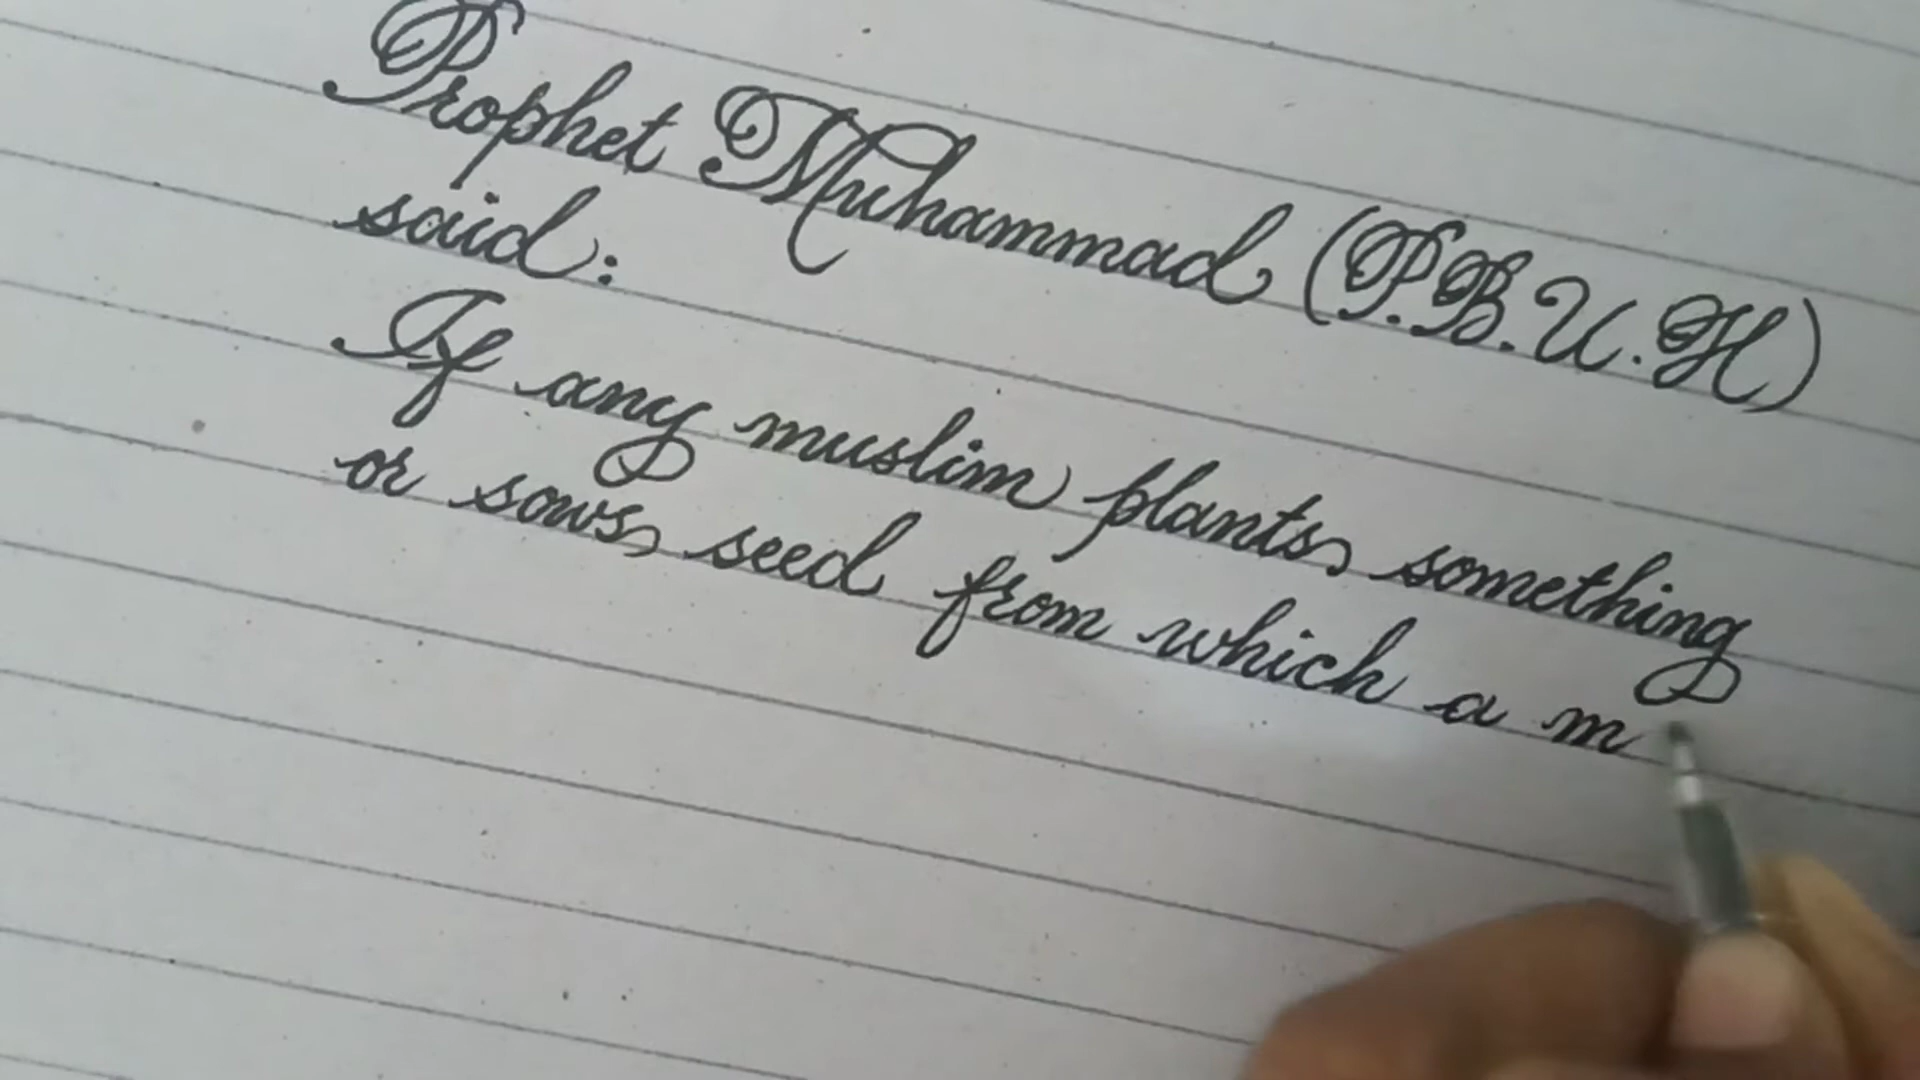 Prophet Muhammad (P.B.U.H)
said:
If any muslim plants something
or sows seed from which a m